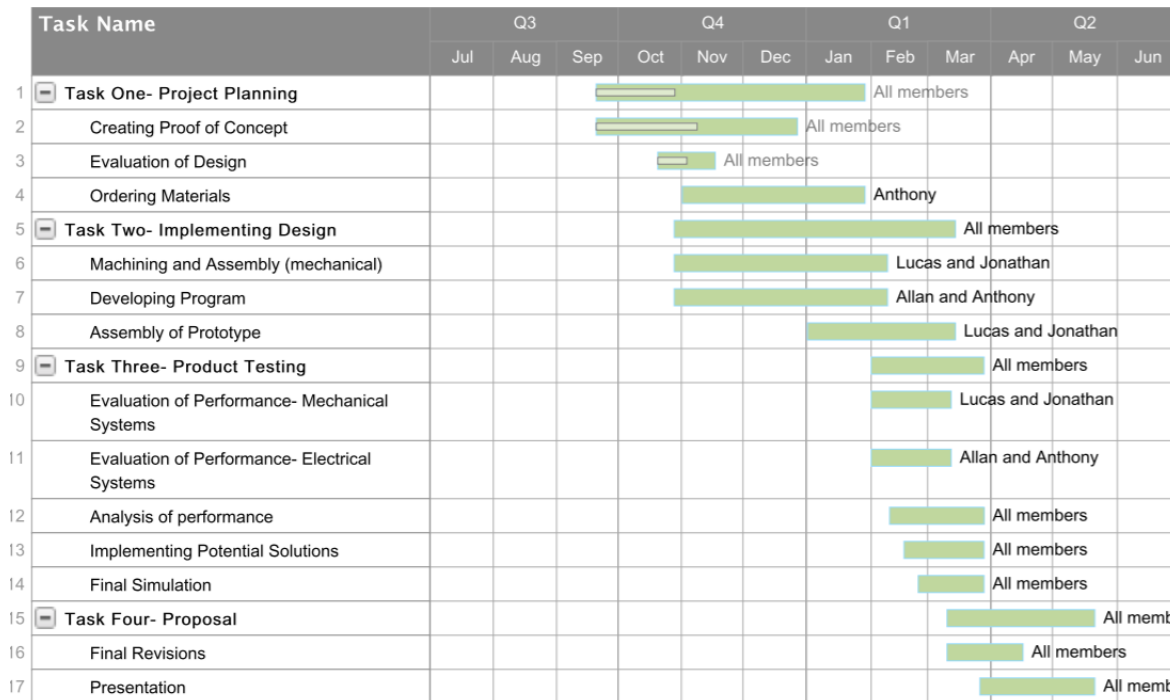 Task Name
Q3 Q4 Q1 Q2
Jul Aug Sep Oct Nov Dec Jan Feb Mar Apr May Jun
1 Task One- Project Planning All members
2 Creating Proof of Concept All members
3 Evaluation of Design All members
4 Ordering Materials Anthony
5 Task Two- Implementing Design All members
6 Machining and Assembly (mechanical) Lucas and Jonathan
7 Developing Program Allan and Anthony
8 Assembly of Prototype Lucas and Jonathan
9 Task Three- Product Testing All members
10 Evaluation of Performance- Mechanical Lucas and Jonathan
Systems
11 Evaluation of Performance- Electrical Allan and Anthony
Systems
12 Analysis of performance All members
13 Implementing Potential Solutions All members
14 Final Simulation All members
15 Task Four- Proposal All memb
16 Final Revisions All members
17 Presentation All memb